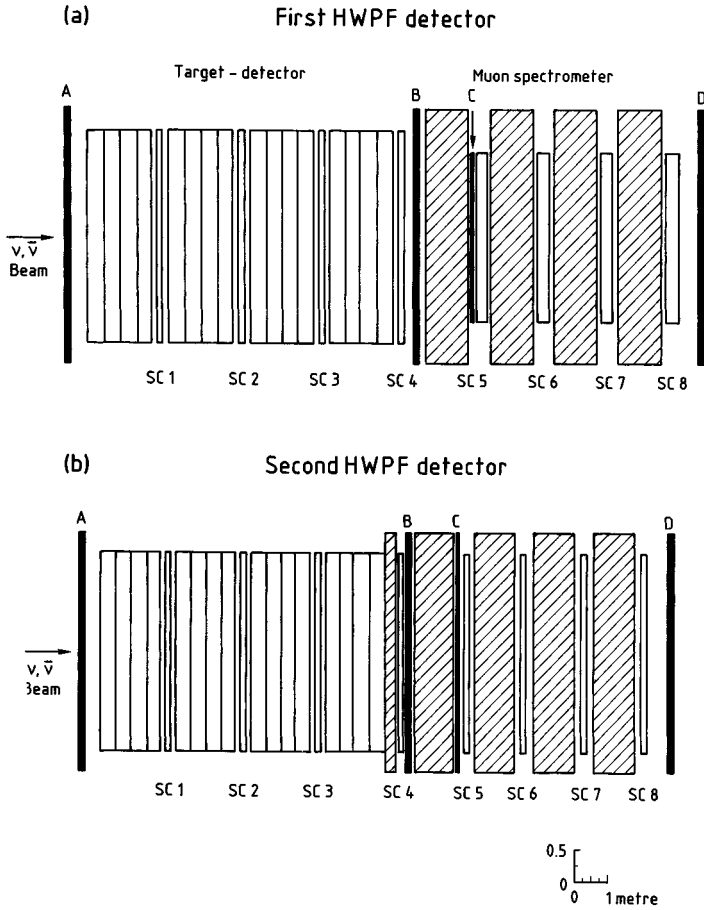 (a) First HWPF detector
Target - detector Muon spectrometer
A B C D
ν, ν̄
Beam
SC 1 SC 2 SC 3 SC 4 SC 5 SC 6 SC 7 SC 8
(b) Second HWPF detector
A B C D
ν, ν̄
Beam
SC 1 SC 2 SC 3 SC 4 SC 5 SC 6 SC 7 SC 8
0.5
0
0 1 metre